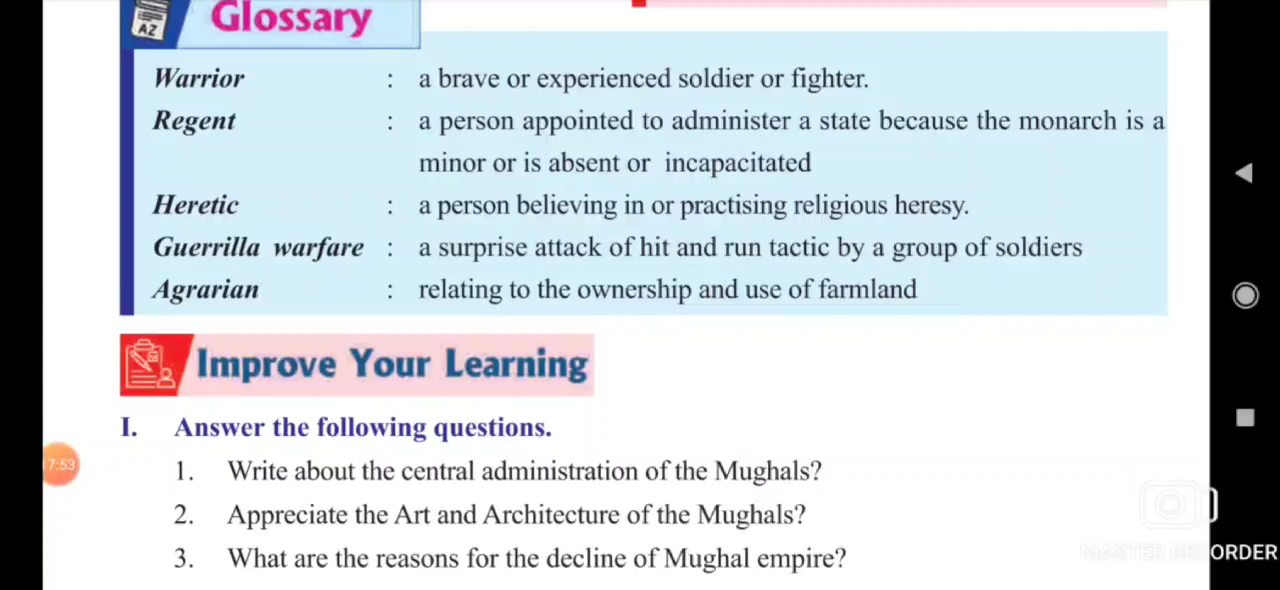 AZ
Glossary
Warrior : a brave or experienced soldier or fighter.
Regent : a person appointed to administer a state because the monarch is a
minor or is absent or incapacitated
Heretic : a person believing in or practising religious heresy.
Guerrilla warfare : a surprise attack of hit and run tactic by a group of soldiers
Agrarian : relating to the ownership and use of farmland
Improve Your Learning
I. Answer the following questions.
7:53
1. Write about the central administration of the Mughals?
2. Appreciate the Art and Architecture of the Mughals?
3. What are the reasons for the decline of Mughal empire?
MASTER RECORDER